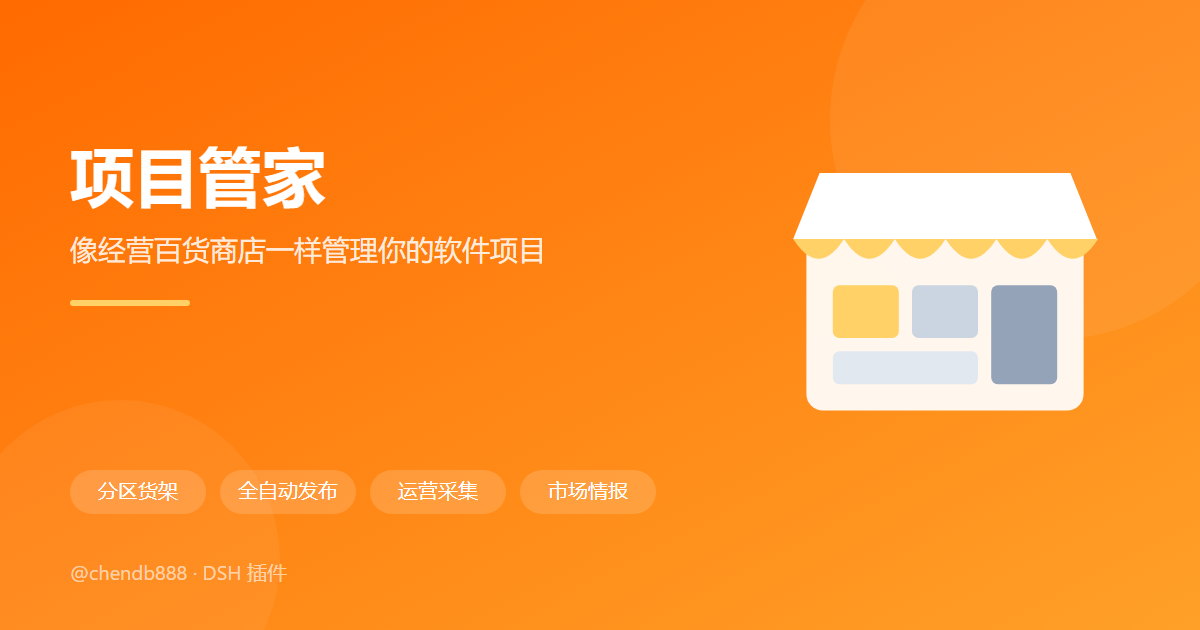 项目管家
像经营百货商店一样管理你的软件项目
分区货架 全自动发布 运营采集 市场情报
@chendb888 · DSH 插件